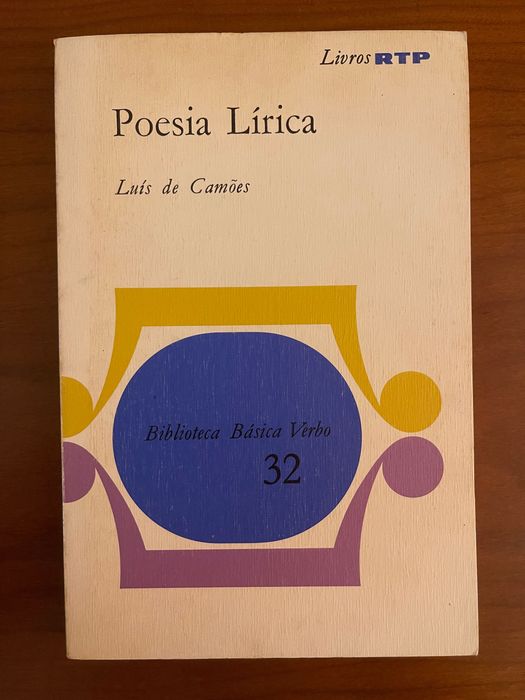 Livros RTP
Poesia Lírica
Luís de Camões
Biblioteca Básica Verbo
32